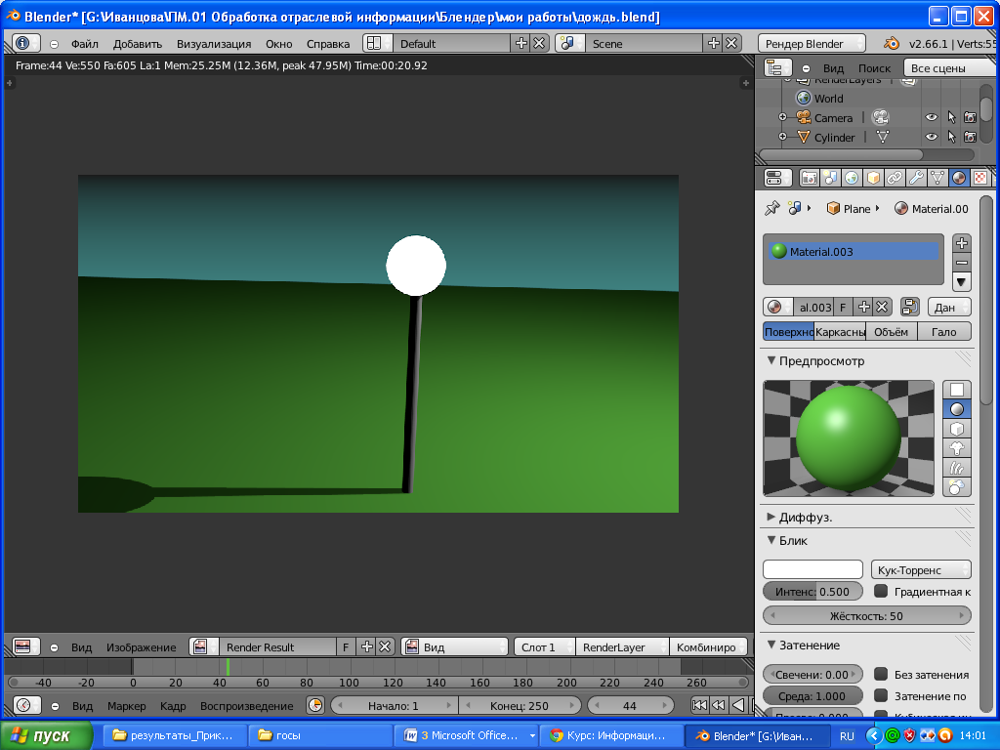 Blender* [G:\Иванцова\ПМ.01 Обработка отраслевой информации\Блендер\мои работы\дождь.blend]
Файл Добавить Визуализация Окно Справка Default Scene Рендер Blender v2.66.1 | Verts:55
Frame:44 Ve:550 Fa:605 La:1 Mem:25.25M (12.36M, peak 47.95M) Time:00:20.92
Вид Поиск Все сцены
RenderLayers
World
Camera
Cylinder
Plane Material.00
Material.003
al.003 F Дан
Поверхно Каркасны Объём Гало
Предпросмотр
Диффуз.
Блик
Кук-Торренс
Интенс: 0.500 Градиентная к
Жёсткость: 50
Затенение
Свечени: 0.00 Без затенения
Среда: 1.000 Затенение по
Вид Изображение Render Result F Вид Слот 1 RenderLayer Комбиниро
-40 -20 0 20 40 60 80 100 120 140 160 180 200 220 240 260
Вид Маркер Кадр Воспроизведение Начало: 1 Конец: 250 44
пуск результаты_Прик... госы 3 Microsoft Office... Курс: Информаци... Blender* [G:\Иван... RU 14:01